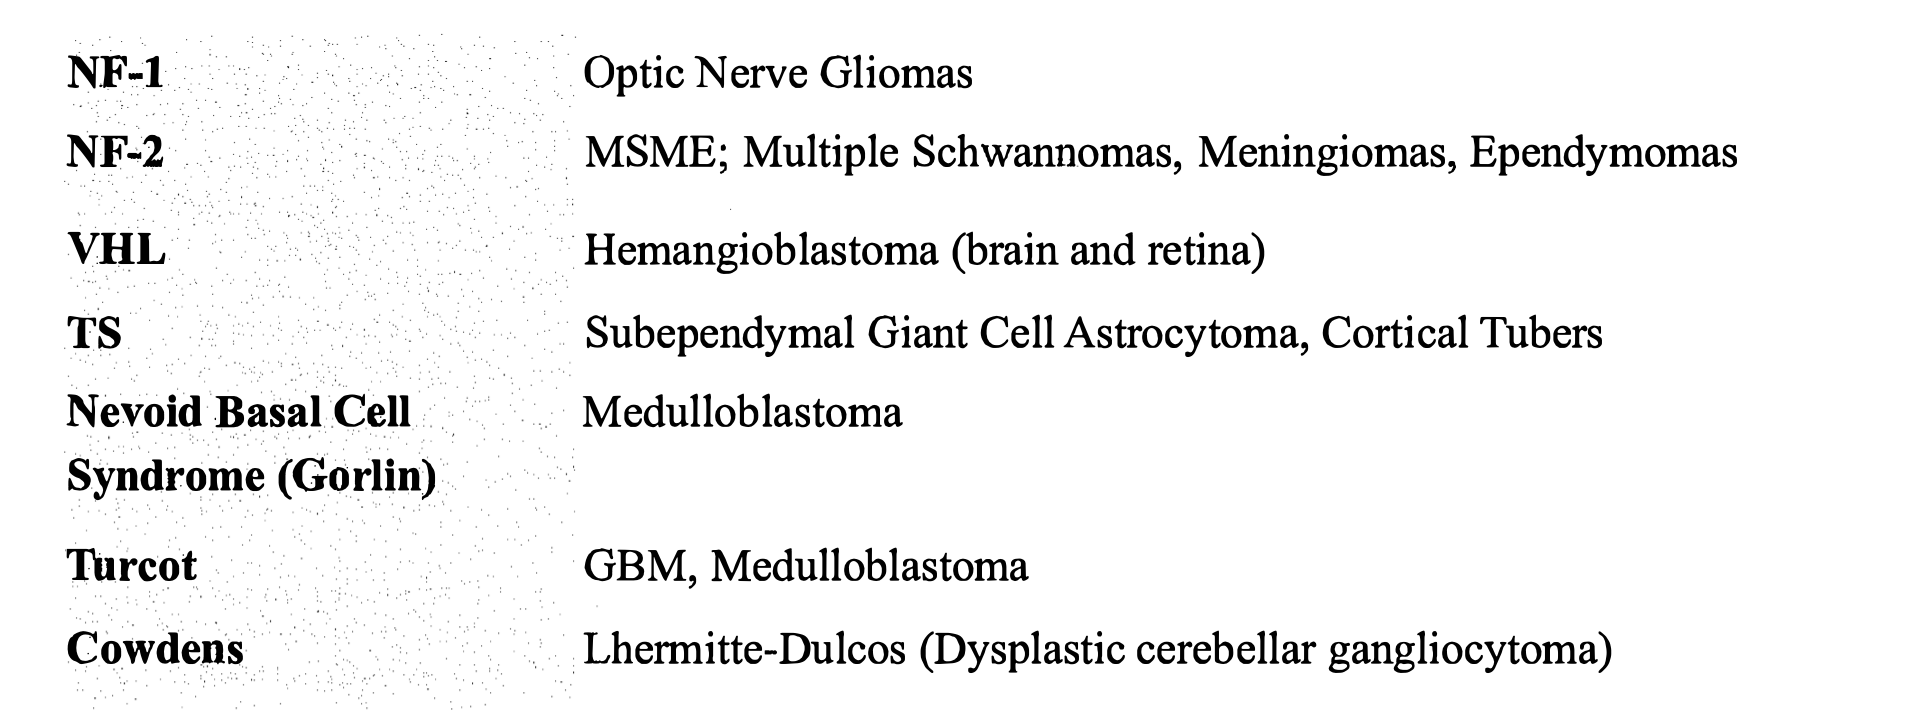 NF-1 Optic Nerve Gliomas
NF-2 MSME; Multiple Schwannomas, Meningiomas, Ependymomas
VHL Hemangioblastoma (brain and retina)
TS Subependymal Giant Cell Astrocytoma, Cortical Tubers
Nevoid Basal Cell Medulloblastoma
Syndrome (Gorlin)
Turcot GBM, Medulloblastoma
Cowdens Lhermitte-Dulcos (Dysplastic cerebellar gangliocytoma)